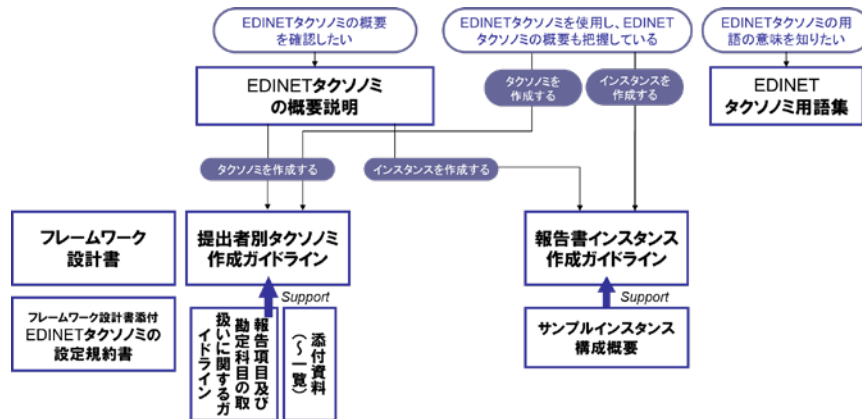 EDINETタクソノミの概要
を確認したい
EDINETタクソノミを使用し、EDINET
タクソノミの概要も把握している
EDINETタクソノミの用
語の意味を知りたい
EDINETタクソノミ
の概要説明
タクソノミを
作成する
インスタンスを
作成する
EDINET
タクソノミ用語集
タクソノミを作成する
インスタンスを作成する
フレームワーク
設計書
提出者別タクソノミ
作成ガイドライン
報告書インスタンス
作成ガイドライン
Support
Support
フレームワーク設計書添付
EDINETタクソノミの
設定規約書
報告項目及び
勘定科目の取
扱いに関するガ
イドライン
添付資料
(～一覧)
サンプルインスタンス
構成概要